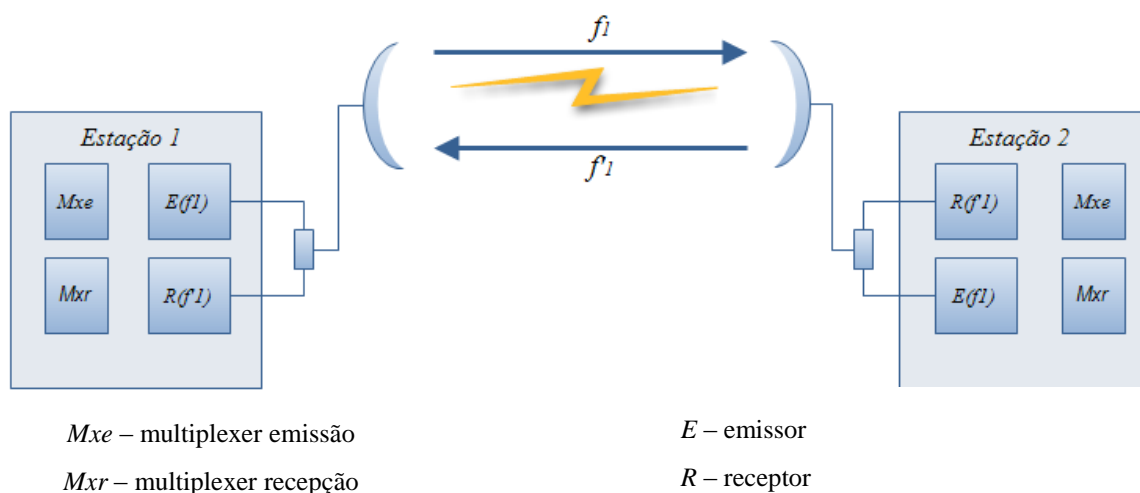 f1
f'1
Estação 1
Mxe
E(f1)
Mxr
R(f'1)
Estação 2
R(f'1)
Mxe
E(f1)
Mxr
Mxe – multiplexer emissão
E – emissor
Mxr – multiplexer recepção
R – receptor